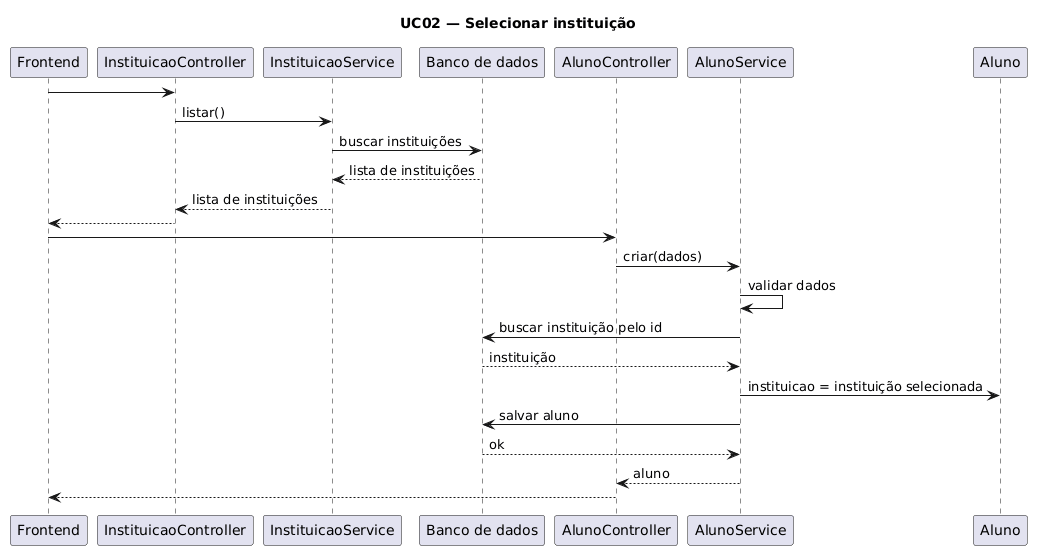 UC02 — Selecionar instituição
Frontend
InstituicaoController
InstituicaoService
Banco de dados
AlunoController
AlunoService
Aluno
listar()
buscar instituições
lista de instituições
lista de instituições
criar(dados)
validar dados
buscar instituição pelo id
instituição
instituicao = instituição selecionada
salvar aluno
ok
aluno
Frontend
InstituicaoController
InstituicaoService
Banco de dados
AlunoController
AlunoService
Aluno